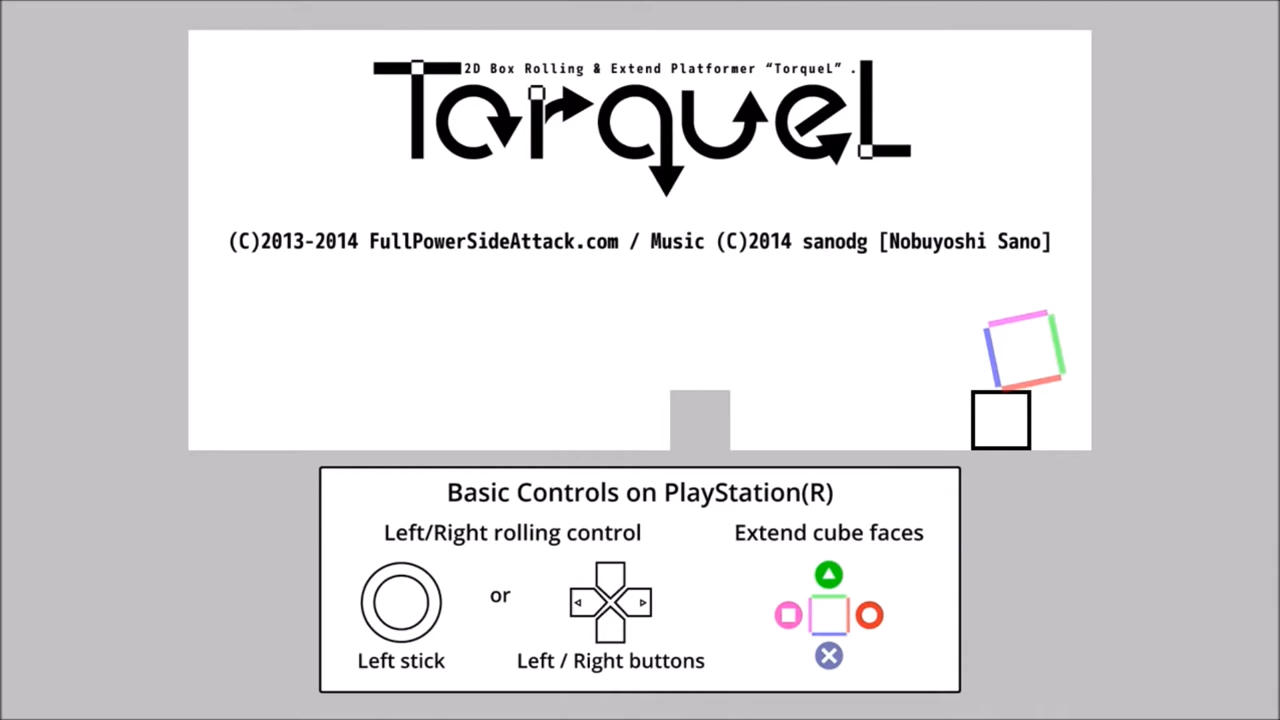 2D Box Rolling & Extend Platformer “TorqueL” .
TorqueL
(C)2013-2014 FullPowerSideAttack.com / Music (C)2014 sanodg [Nobuyoshi Sano]
Basic Controls on PlayStation(R)
Left/Right rolling control
Extend cube faces
or
Left stick
Left / Right buttons